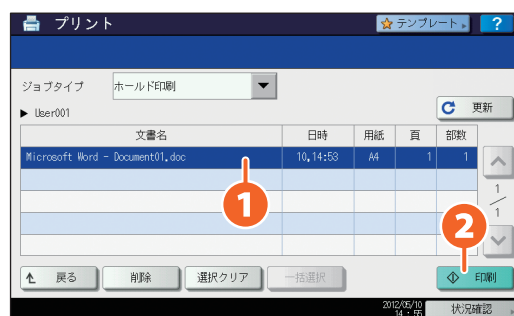 プリント テンプレート ?
ジョブタイプ ホールド印刷
▶ User001 更新
文書名 日時 用紙 頁 部数
Microsoft Word - Document01.doc 10,14:53 A4 1 1
1
1
1
2
戻る 削除 選択クリア 一括選択 印刷
2012/05/10
14:55 状況確認